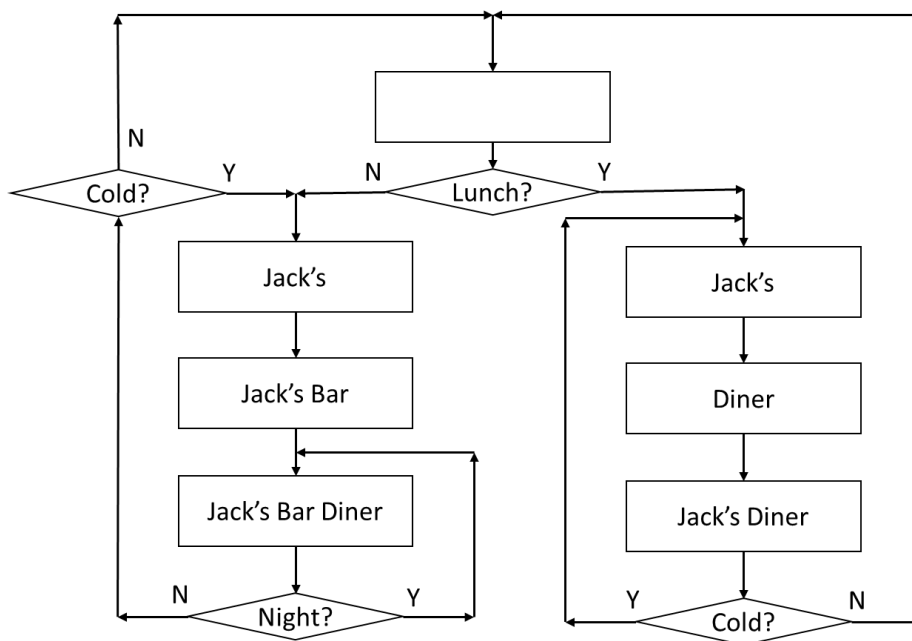 N
Cold?
Y
N
Lunch?
Y
Jack's
Jack's Bar
Jack's Bar Diner
N
Night?
Y
Jack's
Diner
Jack's Diner
Y
Cold?
N